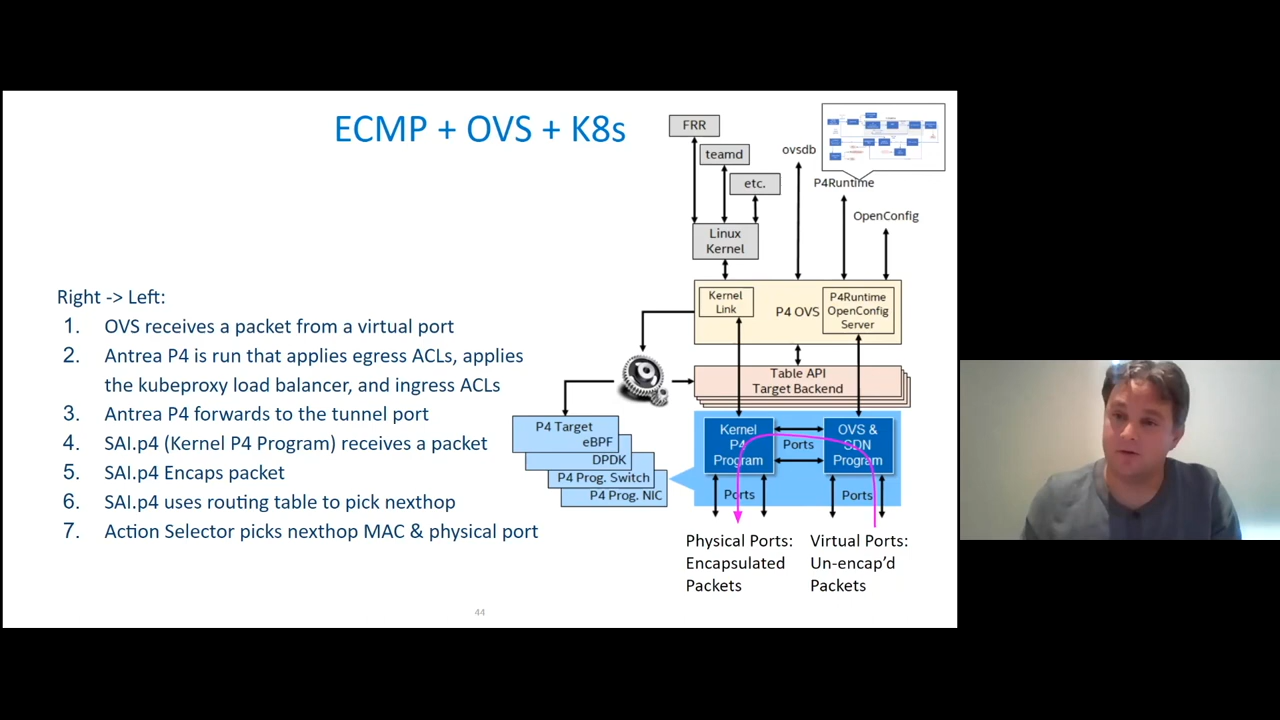 ECMP + OVS + K8s
Right -> Left:
1. OVS receives a packet from a virtual port
2. Antrea P4 is run that applies egress ACLs, applies
the kubeproxy load balancer, and ingress ACLs
3. Antrea P4 forwards to the tunnel port
4. SAI.p4 (Kernel P4 Program) receives a packet
5. SAI.p4 Encaps packet
6. SAI.p4 uses routing table to pick nexthop
7. Action Selector picks nexthop MAC & physical port
FRR
teamd
etc.
Linux
Kernel
ovsdb
P4Runtime
OpenConfig
Kernel
Link
P4 OVS
P4Runtime
OpenConfig
Server
Table API
Target Backend
P4 Target
eBPF
DPDK
P4 Prog. Switch
P4 Prog. NIC
Kernel
P4
Program
Ports
OVS &
SDN
Program
Ports
Ports
Physical Ports:
Encapsulated
Packets
Virtual Ports:
Un-encap'd
Packets
44